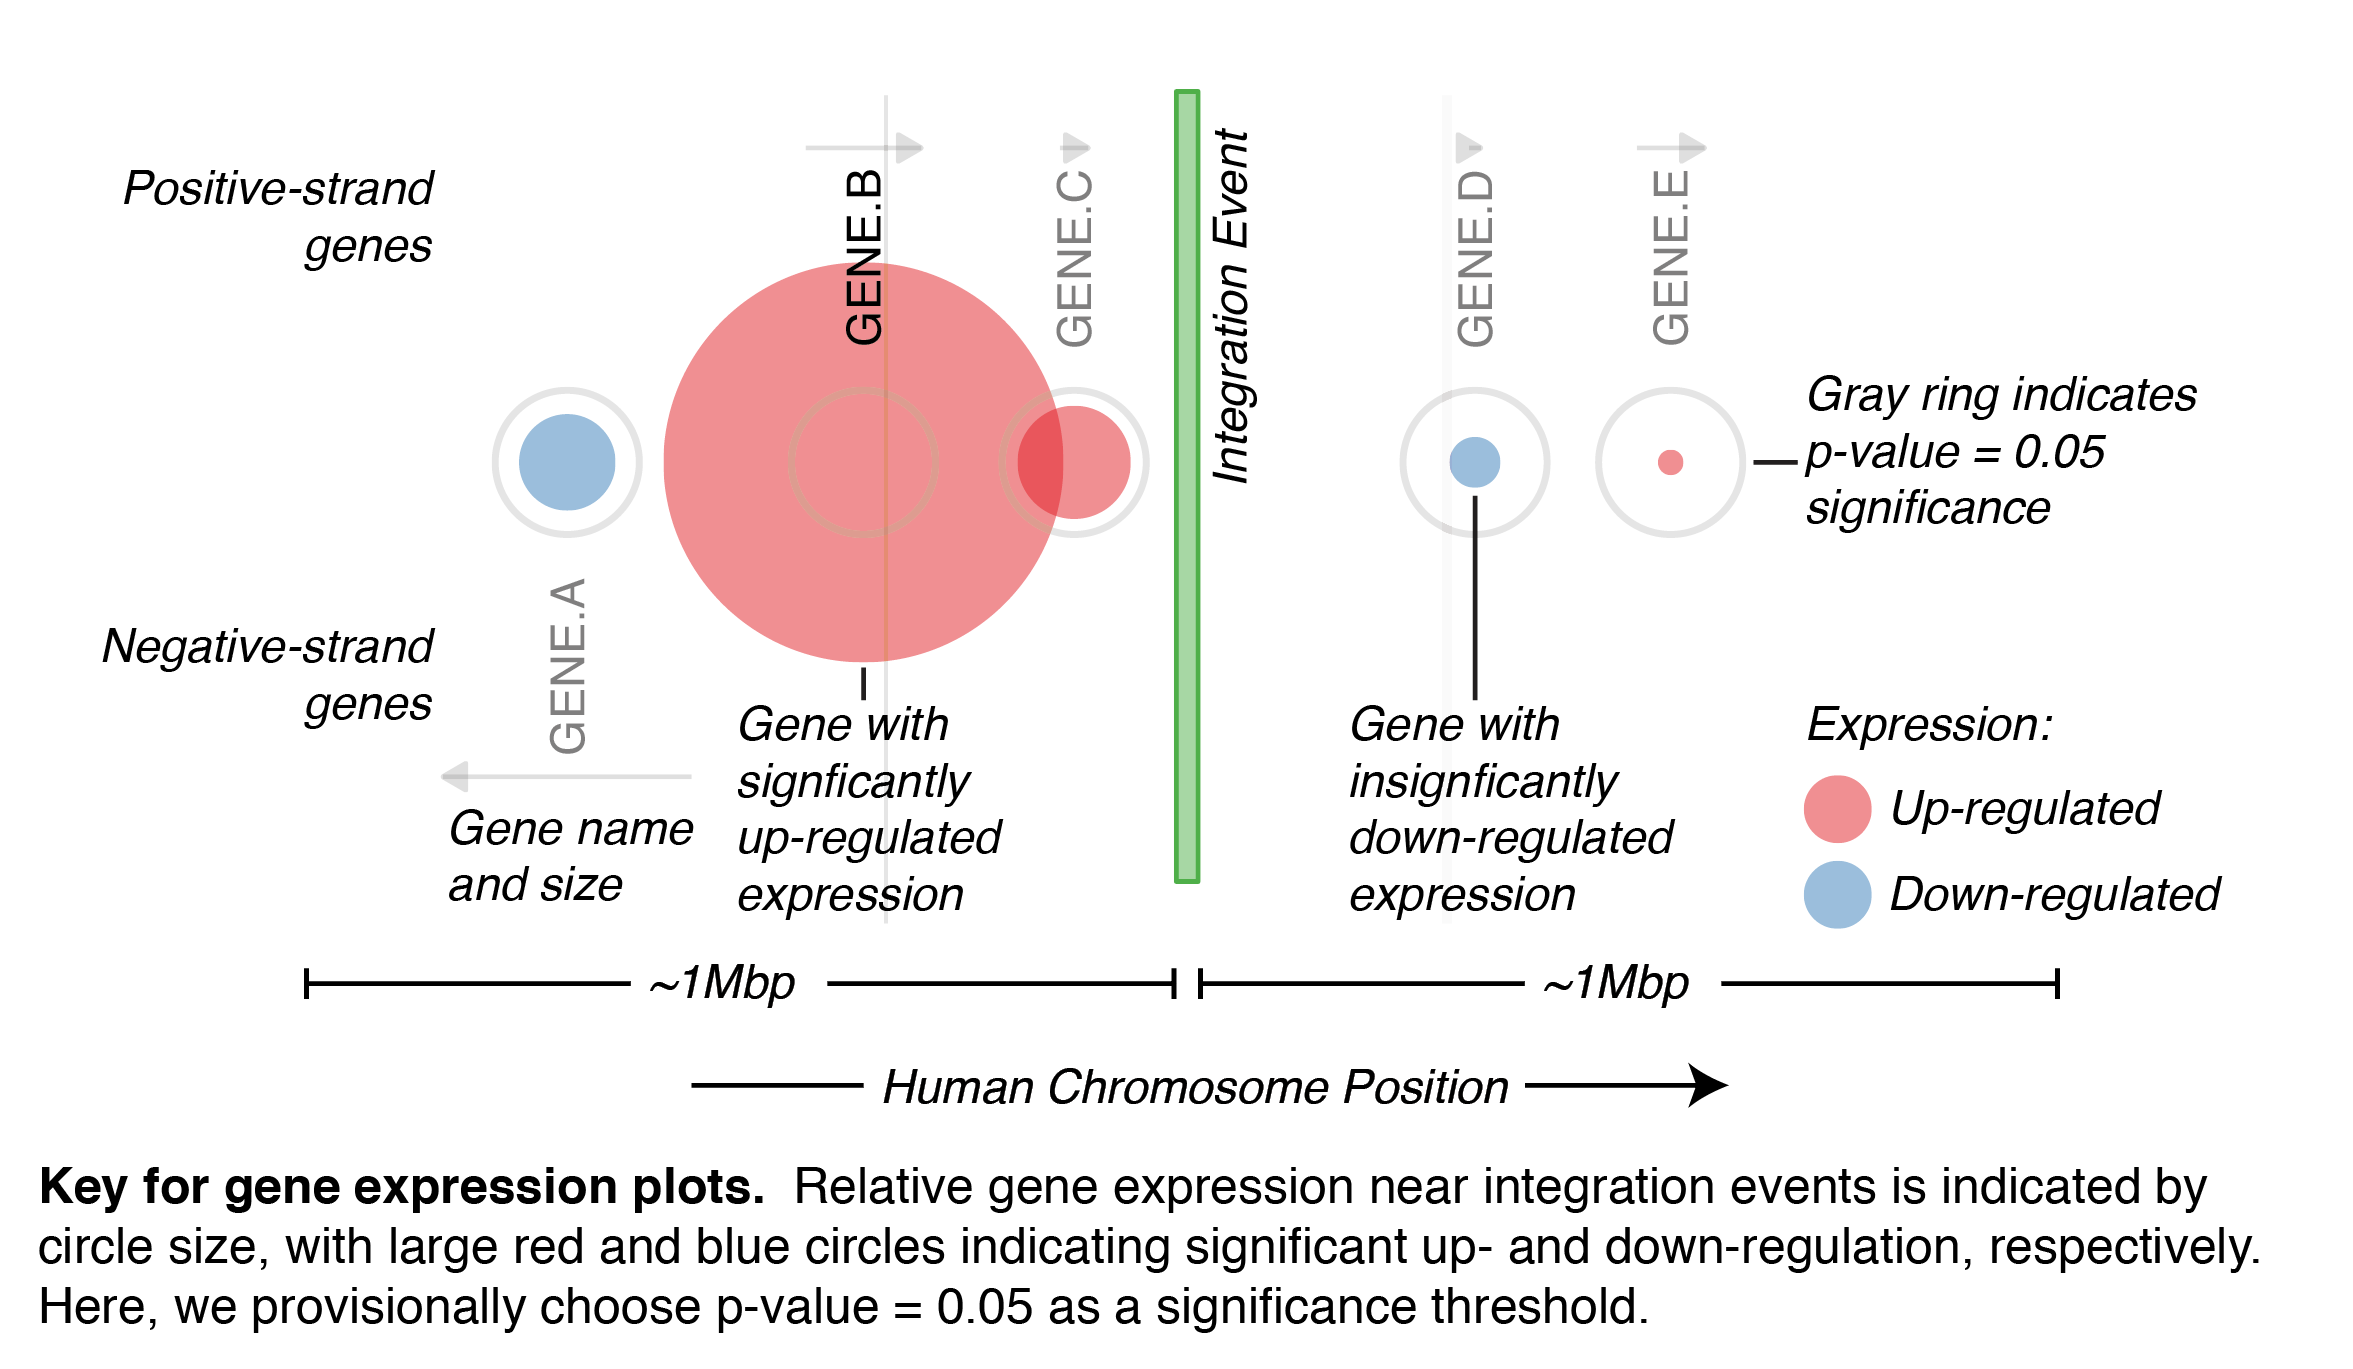 Positive-strand
genes
GENE.B
GENE.C
Integration Event
GENE.D
GENE.E
Gray ring indicates
p-value = 0.05
significance
Negative-strand
genes
GENE.A
Gene name
and size
Gene with
signficantly
up-regulated
expression
Gene with
insignficantly
down-regulated
expression
Expression:
Up-regulated
Down-regulated
~1Mbp
~1Mbp
Human Chromosome Position
Key for gene expression plots. Relative gene expression near integration events is indicated by
circle size, with large red and blue circles indicating significant up- and down-regulation, respectively.
Here, we provisionally choose p-value = 0.05 as a significance threshold.